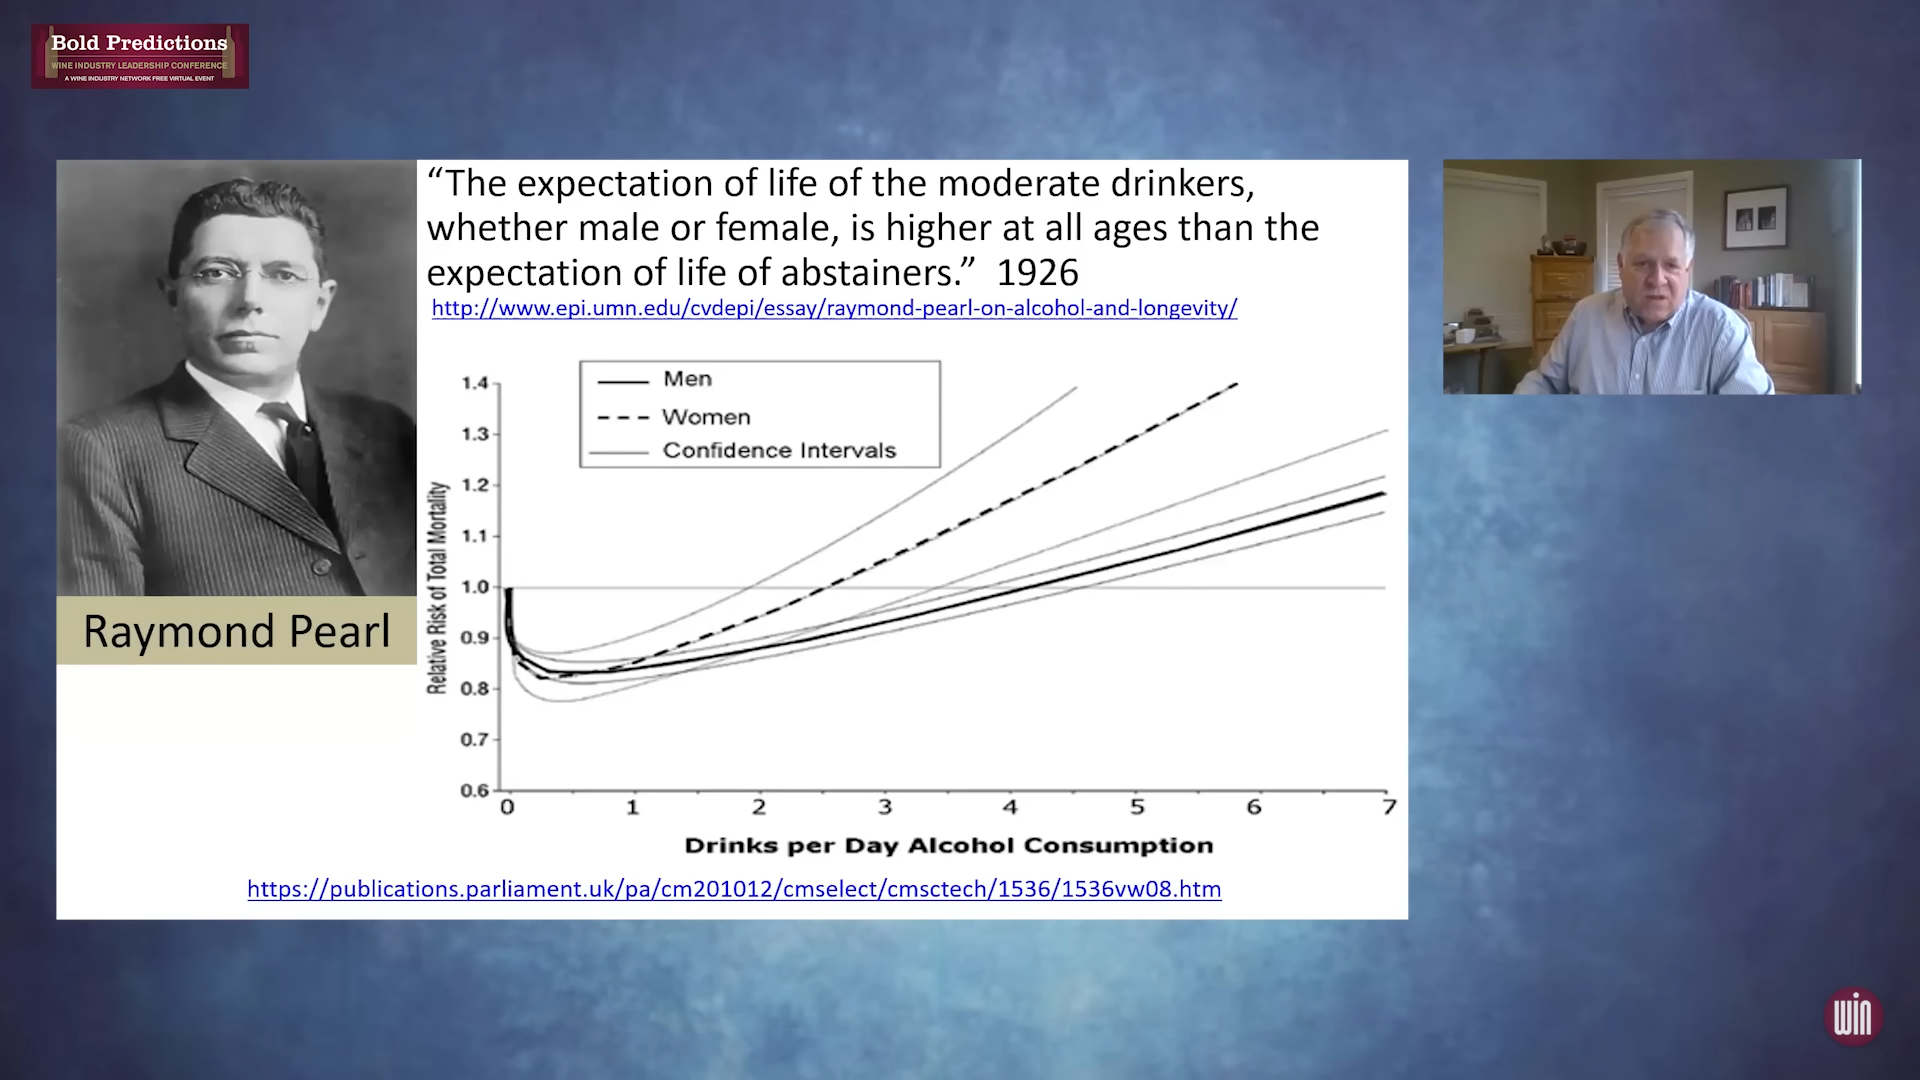 Bold Predictions
WINE INDUSTRY LEADERSHIP CONFERENCE
A WINE INDUSTRY NETWORK FREE VIRTUAL EVENT
“The expectation of life of the moderate drinkers,
whether male or female, is higher at all ages than the
expectation of life of abstainers.” 1926
http://www.epi.umn.edu/cvdepi/essay/raymond-pearl-on-alcohol-and-longevity/
Raymond Pearl
Men
Women
Confidence Intervals
Relative Risk of Total Mortality
1.4
1.3
1.2
1.1
1.0
0.9
0.8
0.7
0.6
0 1 2 3 4 5 6 7
Drinks per Day Alcohol Consumption
https://publications.parliament.uk/pa/cm201012/cmselect/cmsctech/1536/1536vw08.htm
win